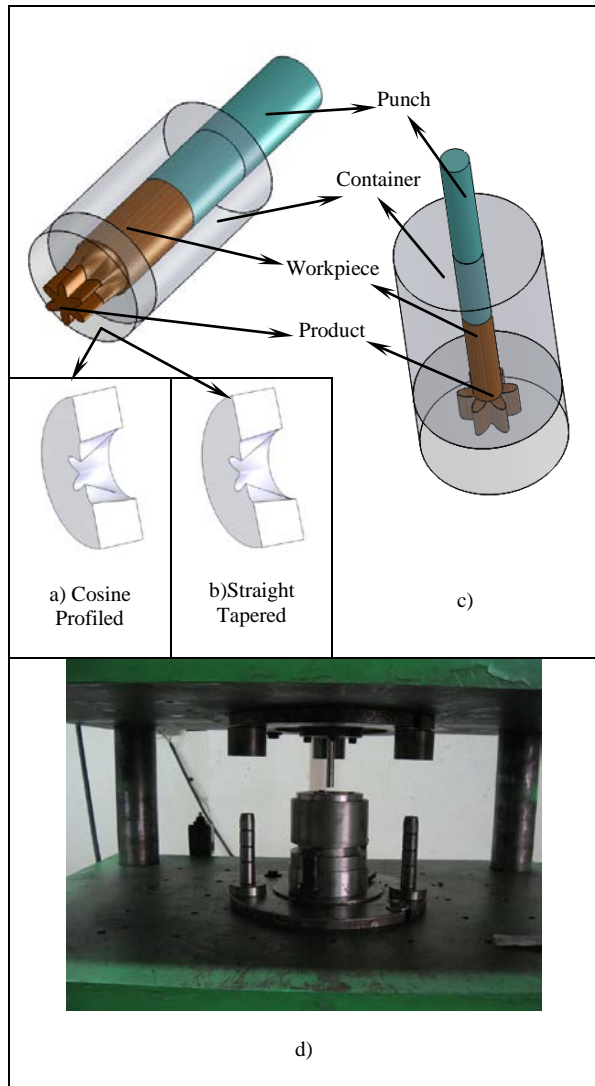 Punch
Container
Workpiece
Product
a) Cosine
Profiled
b)Straight
Tapered
c)
d)